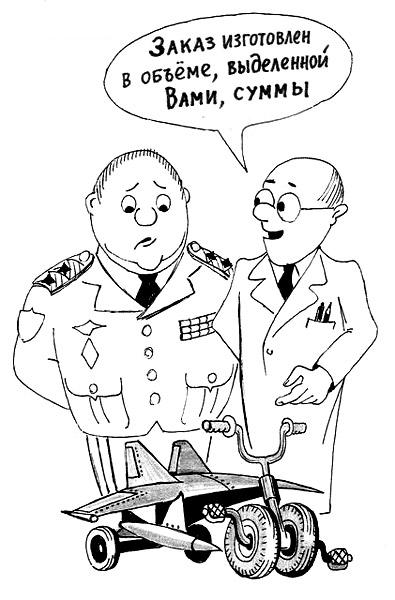 Заказ изготовлен
в объёме, выделенной
Вами, суммы